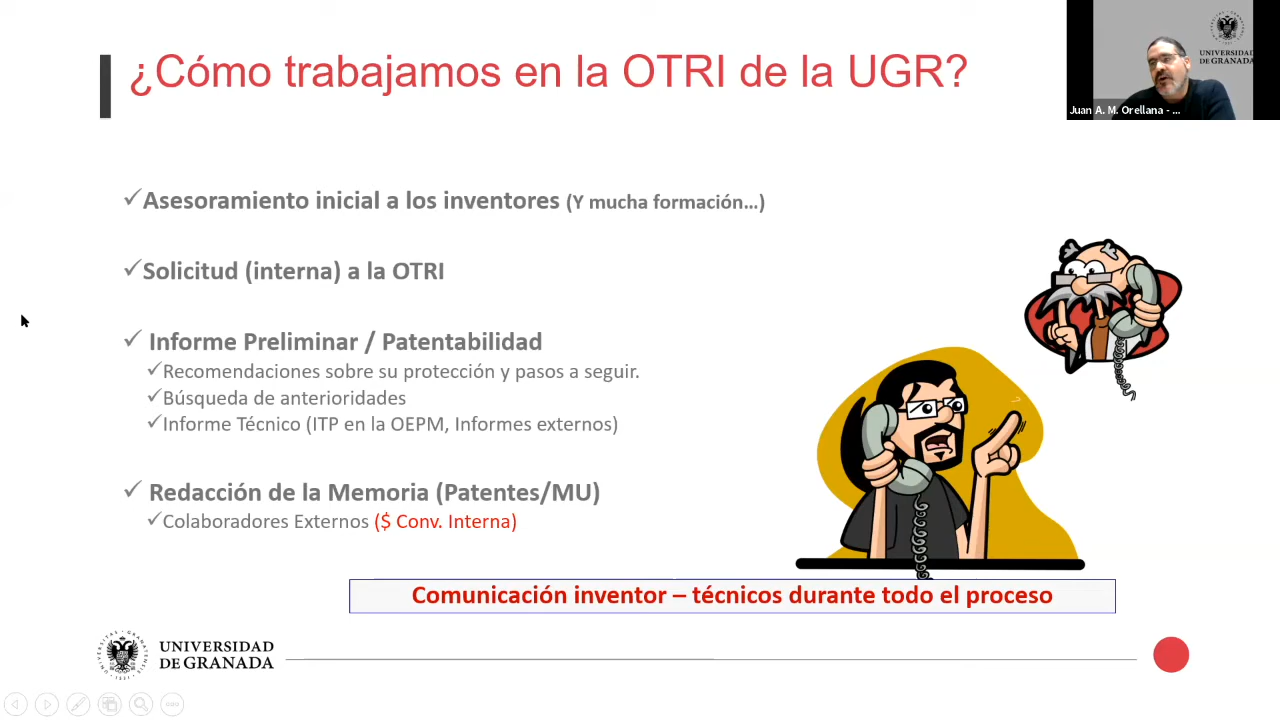 ¿Cómo trabajamos en la OTRI de la UGR?
UNIVERSIDAD
DE GRANADA
Juan A. M. Orellana - ...
✓Asesoramiento inicial a los inventores (Y mucha formación...)
✓Solicitud (interna) a la OTRI
✓ Informe Preliminar / Patentabilidad
✓Recomendaciones sobre su protección y pasos a seguir.
✓Búsqueda de anterioridades
✓Informe Técnico (ITP en la OEPM, Informes externos)
✓ Redacción de la Memoria (Patentes/MU)
✓Colaboradores Externos ($ Conv. Interna)
Comunicación inventor – técnicos durante todo el proceso
UNIVERSIDAD
DE GRANADA